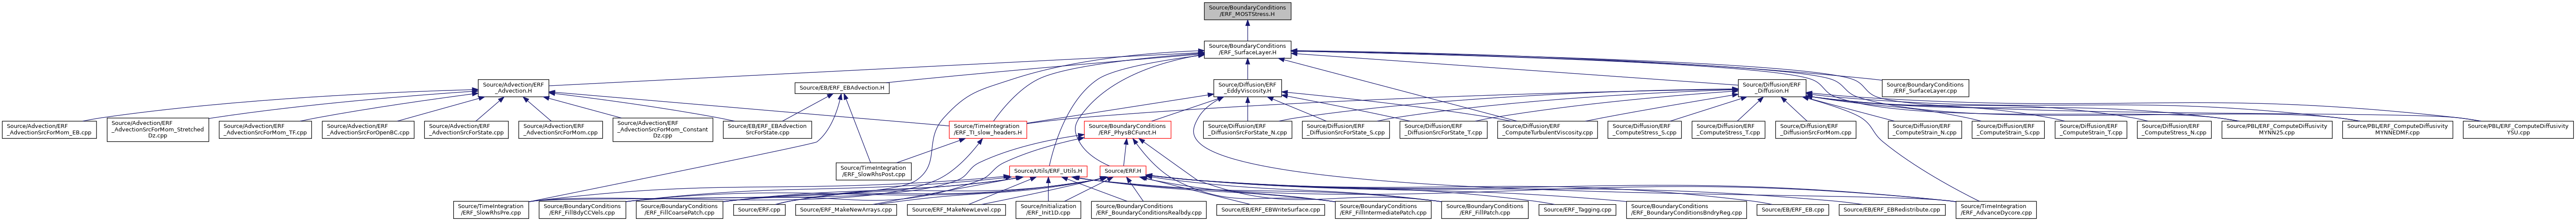 Source/BoundaryConditions
/ERF_MOSTStress.H
Source/BoundaryConditions
/ERF_SurfaceLayer.H
Source/Advection/ERF
_Advection.H
Source/EB/ERF_EBAdvection.H
Source/Diffusion/ERF
_EddyViscosity.H
Source/Diffusion/ERF
_Diffusion.H
Source/BoundaryConditions
/ERF_SurfaceLayer.cpp
Source/Advection/ERF
_AdvectionSrcForMom_EB.cpp
Source/Advection/ERF
_AdvectionSrcForMom_Stretched
Dz.cpp
Source/Advection/ERF
_AdvectionSrcForMom_TF.cpp
Source/Advection/ERF
_AdvectionSrcForOpenBC.cpp
Source/Advection/ERF
_AdvectionSrcForState.cpp
Source/Advection/ERF
_AdvectionSrcForMom.cpp
Source/Advection/ERF
_AdvectionSrcForMom_Constant
Dz.cpp
Source/EB/ERF_EBAdvection
SrcForState.cpp
Source/TimeIntegration
/ERF_TI_slow_headers.H
Source/BoundaryConditions
/ERF_PhysBCFunct.H
Source/Diffusion/ERF
_DiffusionSrcForState_N.cpp
Source/Diffusion/ERF
_DiffusionSrcForState_S.cpp
Source/Diffusion/ERF
_DiffusionSrcForState_T.cpp
Source/Diffusion/ERF
_ComputeTurbulentViscosity.cpp
Source/Diffusion/ERF
_ComputeStress_S.cpp
Source/Diffusion/ERF
_ComputeStress_T.cpp
Source/Diffusion/ERF
_DiffusionSrcForMom.cpp
Source/Diffusion/ERF
_ComputeStrain_N.cpp
Source/Diffusion/ERF
_ComputeStrain_S.cpp
Source/Diffusion/ERF
_ComputeStrain_T.cpp
Source/Diffusion/ERF
_ComputeStress_N.cpp
Source/PBL/ERF_ComputeDiffusivity
MYNN25.cpp
Source/PBL/ERF_ComputeDiffusivity
MYNNEDMF.cpp
Source/PBL/ERF_ComputeDiffusivity
YSU.cpp
Source/TimeIntegration
/ERF_SlowRhsPost.cpp
Source/Utils/ERF_Utils.H
Source/ERF.H
Source/TimeIntegration
/ERF_SlowRhsPre.cpp
Source/BoundaryConditions
/ERF_FillBdyCCVels.cpp
Source/BoundaryConditions
/ERF_FillCoarsePatch.cpp
Source/ERF.cpp
Source/ERF_MakeNewArrays.cpp
Source/ERF_MakeNewLevel.cpp
Source/Initialization
/ERF_Init1D.cpp
Source/BoundaryConditions
/ERF_BoundaryConditionsRealbdy.cpp
Source/EB/ERF_EBWriteSurface.cpp
Source/BoundaryConditions
/ERF_FillIntermediatePatch.cpp
Source/BoundaryConditions
/ERF_FillPatch.cpp
Source/ERF_Tagging.cpp
Source/BoundaryConditions
/ERF_BoundaryConditionsBndryReg.cpp
Source/EB/ERF_EB.cpp
Source/EB/ERF_EBRedistribute.cpp
Source/TimeIntegration
/ERF_AdvanceDycore.cpp